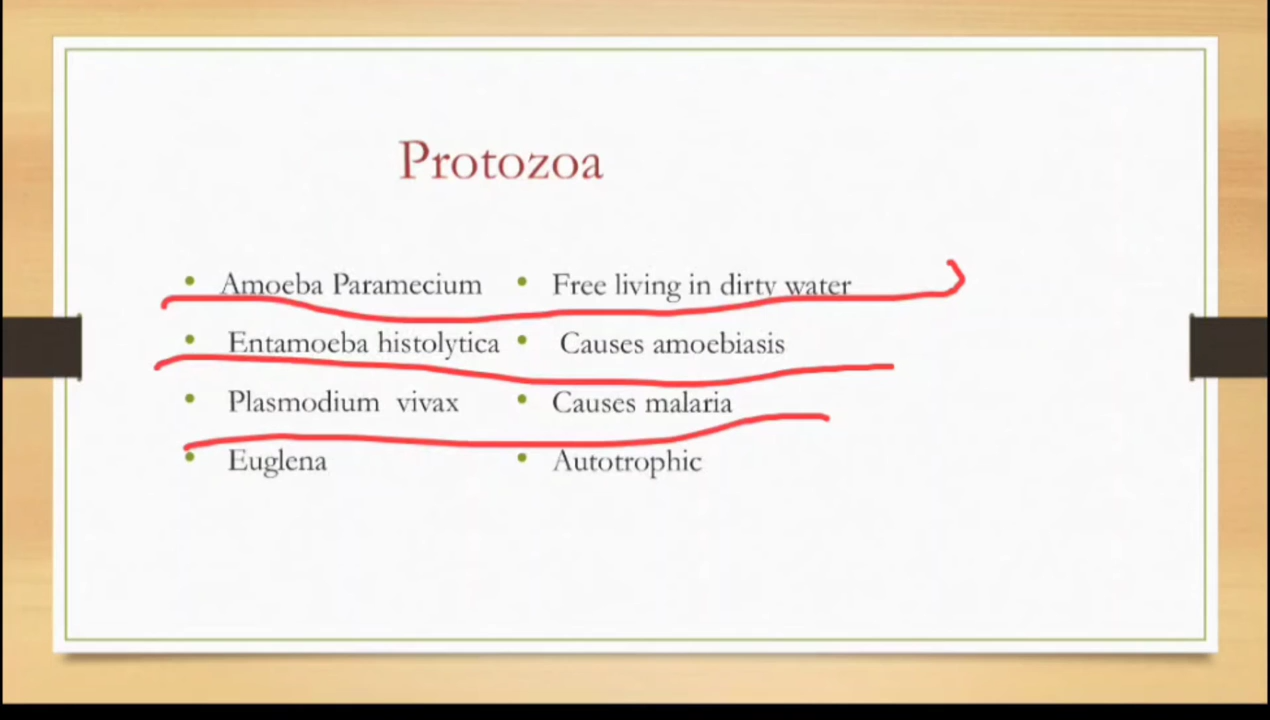 Protozoa
• Amoeba Paramecium • Free living in dirty water
• Entamoeba histolytica • Causes amoebiasis
• Plasmodium vivax • Causes malaria
• Euglena • Autotrophic